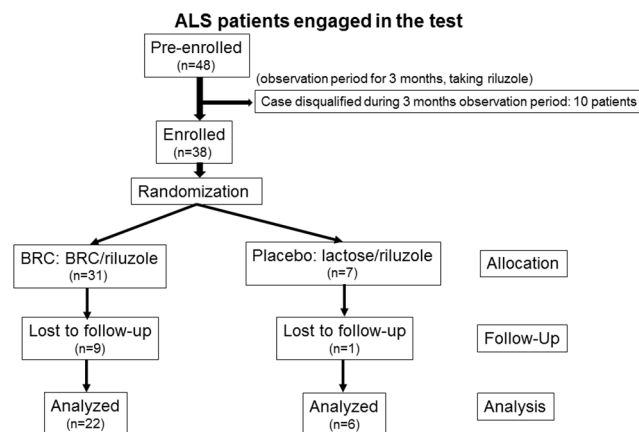 ALS patients engaged in the test
Pre-enrolled
(n=48)
(observation period for 3 months, taking riluzole)
Case disqualified during 3 months observation period: 10 patients
Enrolled
(n=38)
Randomization
BRC: BRC/riluzole
(n=31)
Placebo: lactose/riluzole
(n=7)
Allocation
Lost to follow-up
(n=9)
Lost to follow-up
(n=1)
Follow-Up
Analyzed
(n=22)
Analyzed
(n=6)
Analysis